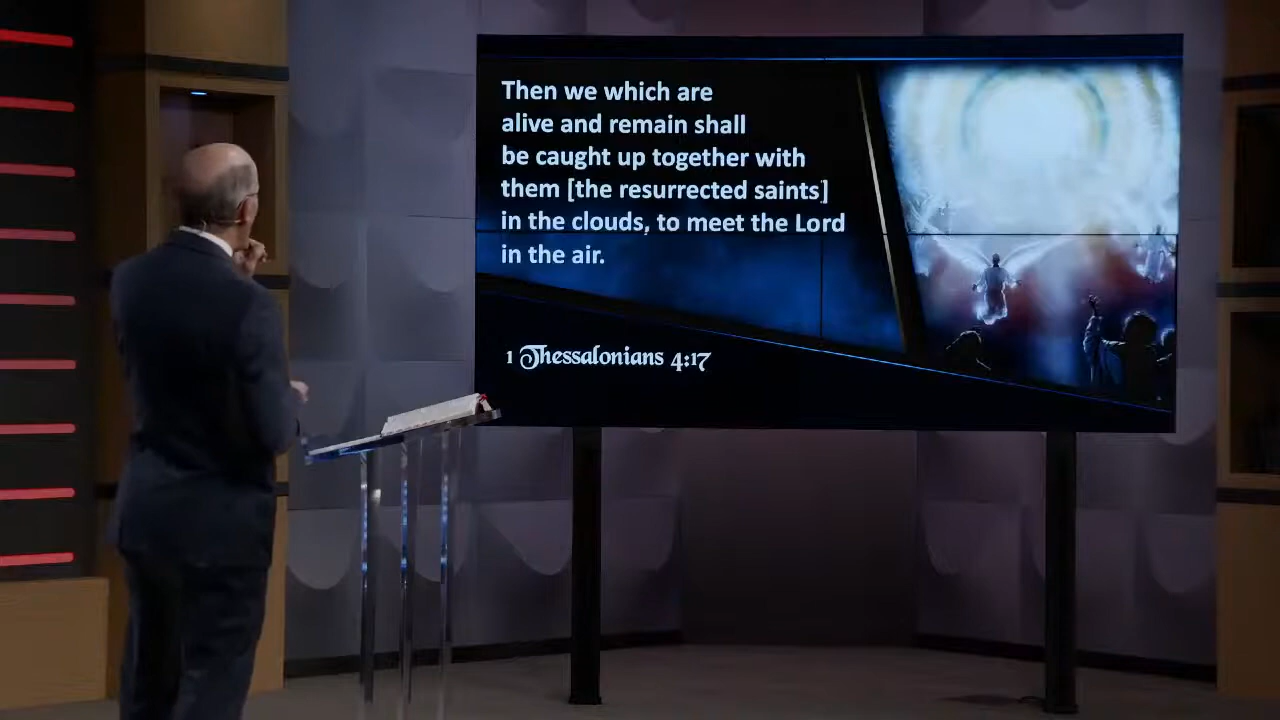 Then we which are
alive and remain shall
be caught up together with
them [the resurrected saints]
in the clouds, to meet the Lord
in the air.
1 Thessalonians 4:17